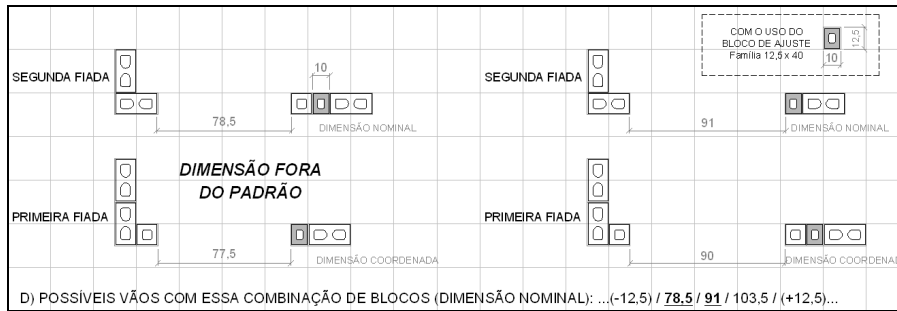 COM O USO DO
BLOCO DE AJUSTE
Família 12,5 x 40
12,5
10
SEGUNDA FIADA
10
78,5
DIMENSÃO NOMINAL
SEGUNDA FIADA
91
DIMENSÃO NOMINAL
DIMENSÃO FORA
DO PADRÃO
PRIMEIRA FIADA
77,5
DIMENSÃO COORDENADA
PRIMEIRA FIADA
90
DIMENSÃO COORDENA
D) POSSÍVEIS VÃOS COM ESSA COMBINAÇÃO DE BLOCOS (DIMENSÃO NOMINAL): ...(-12,5) / 78,5 / 91 / 103,5 / (+12,5)...